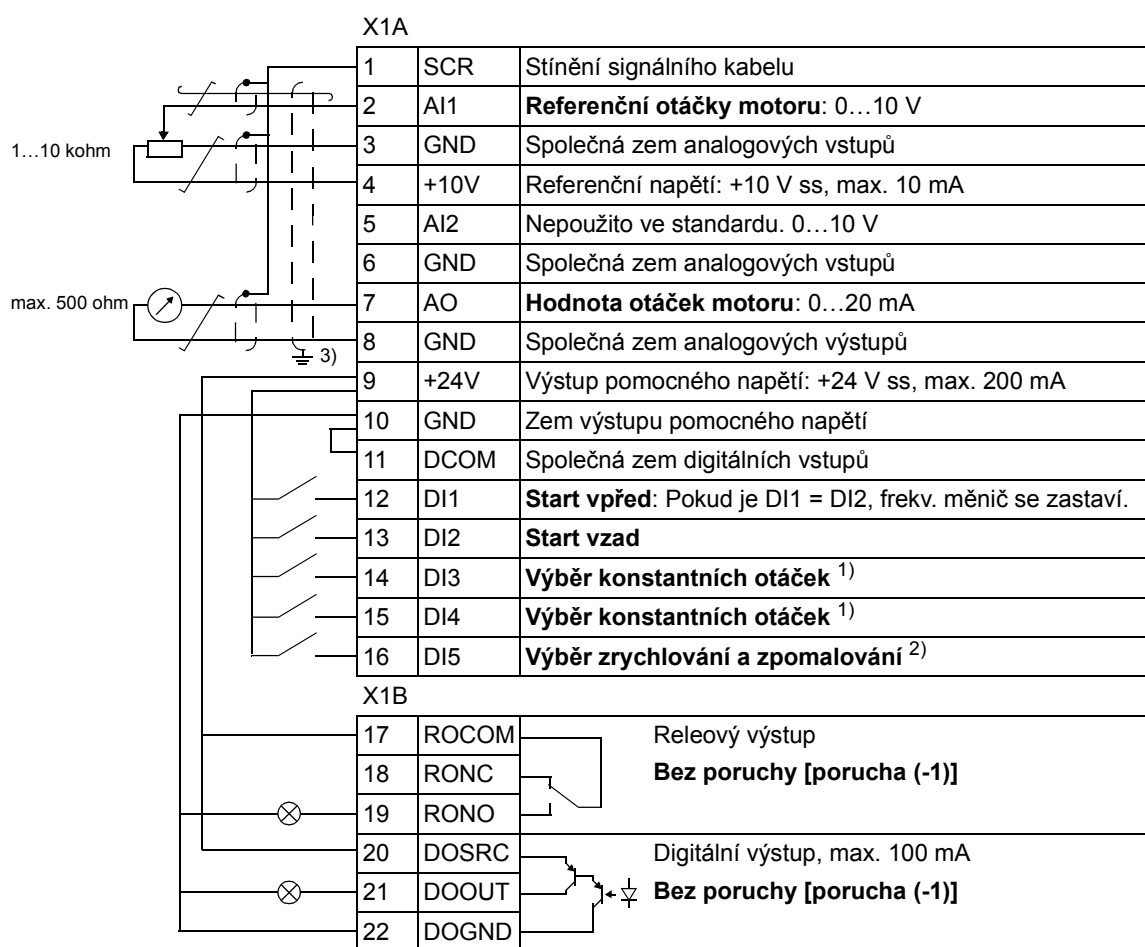 X1A
1 SCR Stínění signálního kabelu
2 AI1 Referenční otáčky motoru: 0…10 V
1…10 kohm
3 GND Společná zem analogových vstupů
4 +10V Referenční napětí: +10 V ss, max. 10 mA
5 AI2 Nepoužito ve standardu. 0…10 V
6 GND Společná zem analogových vstupů
max. 500 ohm
7 AO Hodnota otáček motoru: 0…20 mA
8 GND Společná zem analogových výstupů
3)
9 +24V Výstup pomocného napětí: +24 V ss, max. 200 mA
10 GND Zem výstupu pomocného napětí
11 DCOM Společná zem digitálních vstupů
12 DI1 Start vpřed: Pokud je DI1 = DI2, frekv. měnič se zastaví.
13 DI2 Start vzad
14 DI3 Výběr konstantních otáček 1)
15 DI4 Výběr konstantních otáček 1)
16 DI5 Výběr zrychlování a zpomalování 2)
X1B
17 ROCOM Releový výstup
18 RONC Bez poruchy [porucha (-1)]
19 RONO
20 DOSRC Digitální výstup, max. 100 mA
21 DOOUT Bez poruchy [porucha (-1)]
22 DOGND